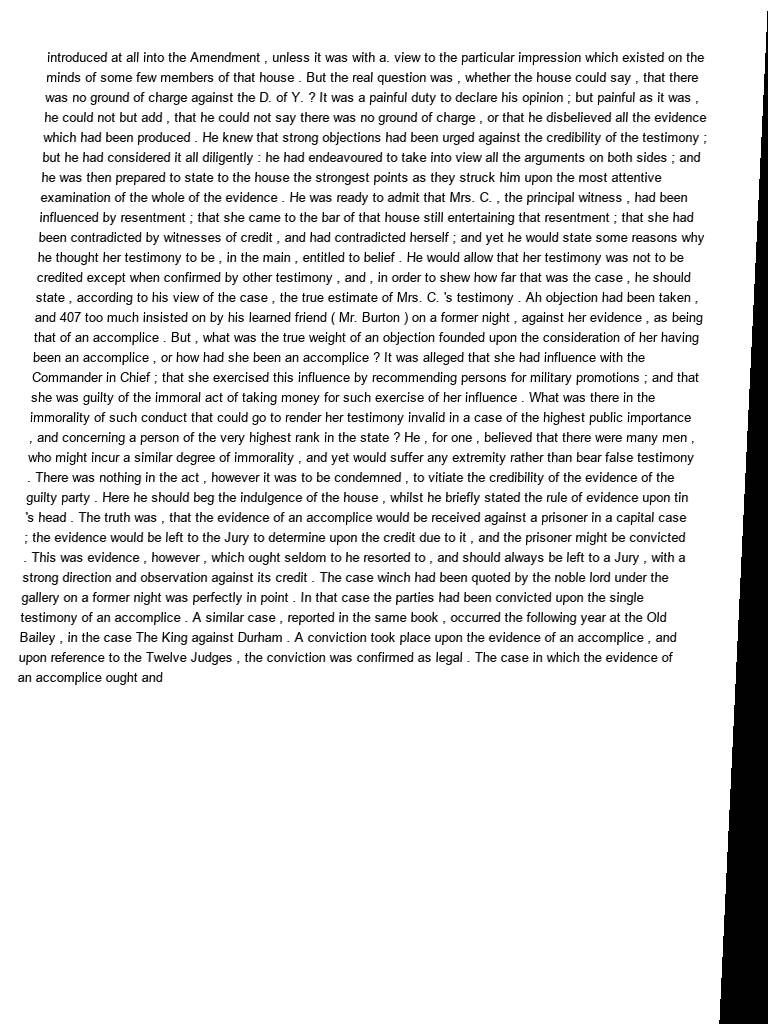 introduced at all into the Amendment , unless it was with a. view to the particular impression which existed on the
minds of some few members of that house . But the real question was , whether the house could say , that there
was no ground of charge against the D. of Y. ? It was a painful duty to declare his opinion ; but painful as it was ,
he could not but add , that he could not say there was no ground of charge , or that he disbelieved all the evidence
which had been produced . He knew that strong objections had been urged against the credibility of the testimony ;
but he had considered it all diligently : he had endeavoured to take into view all the arguments on both sides ; and
he was then prepared to state to the house the strongest points as they struck him upon the most attentive
examination of the whole of the evidence . He was ready to admit that Mrs. C. , the principal witness , had been
influenced by resentment ; that she came to the bar of that house still entertaining that resentment ; that she had
been contradicted by witnesses of credit , and had contradicted herself ; and yet he would state some reasons why
he thought her testimony to be , in the main , entitled to belief . He would allow that her testimony was not to be
credited except when confirmed by other testimony , and , in order to shew how far that was the case , he should
state , according to his view of the case , the true estimate of Mrs. C. 's testimony . Ah objection had been taken ,
and 407 too much insisted on by his learned friend ( Mr. Burton ) on a former night , against her evidence , as being
that of an accomplice . But , what was the true weight of an objection founded upon the consideration of her having
been an accomplice , or how had she been an accomplice ? It was alleged that she had influence with the
Commander in Chief ; that she exercised this influence by recommending persons for military promotions ; and that
she was guilty of the immoral act of taking money for such exercise of her influence . What was there in the
immorality of such conduct that could go to render her testimony invalid in a case of the highest public importance
, and concerning a person of the very highest rank in the state ? He , for one , believed that there were many men ,
who might incur a similar degree of immorality , and yet would suffer any extremity rather than bear false testimony
. There was nothing in the act , however it was to be condemned , to vitiate the credibility of the evidence of the
guilty party . Here he should beg the indulgence of the house , whilst he briefly stated the rule of evidence upon tin
's head . The truth was , that the evidence of an accomplice would be received against a prisoner in a capital case
; the evidence would be left to the Jury to determine upon the credit due to it , and the prisoner might be convicted
. This was evidence , however , which ought seldom to he resorted to , and should always be left to a Jury , with a
strong direction and observation against its credit . The case winch had been quoted by the noble lord under the
gallery on a former night was perfectly in point . In that case the parties had been convicted upon the single
testimony of an accomplice . A similar case , reported in the same book , occurred the following year at the Old
Bailey , in the case The King against Durham . A conviction took place upon the evidence of an accomplice , and
upon reference to the Twelve Judges , the conviction was confirmed as legal . The case in which the evidence of
an accomplice ought and